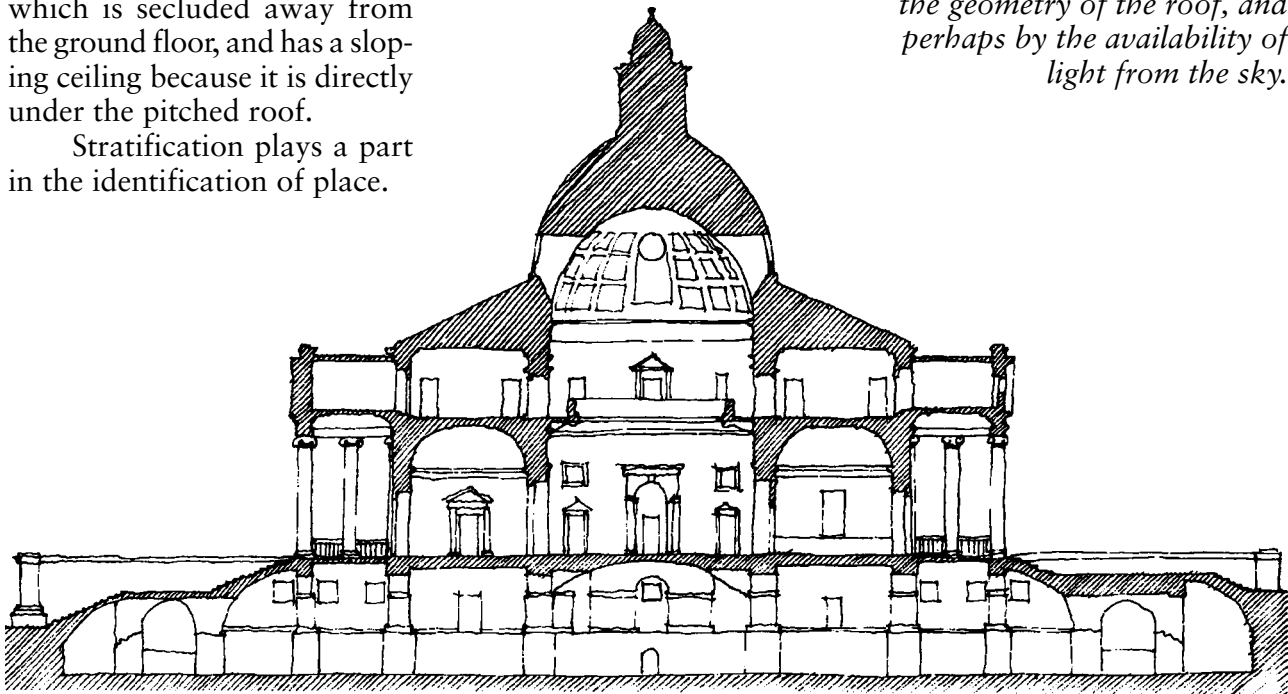 which is secluded away from
the ground floor, and has a slop-
ing ceiling because it is directly
under the pitched roof.
Stratification plays a part
in the identification of place.
the geometry of the roof, and
perhaps by the availability of
light from the sky.